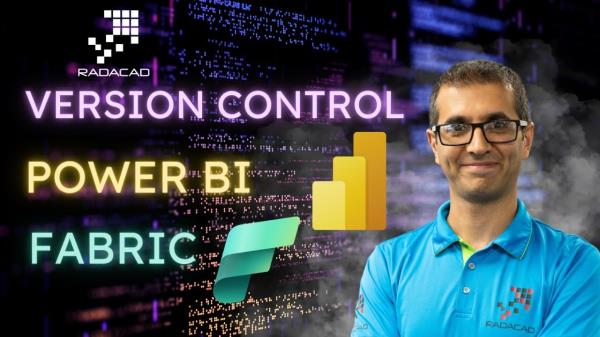 RADACAD
VERSION CONTROL
POWER BI
FABRIC
RADACAD